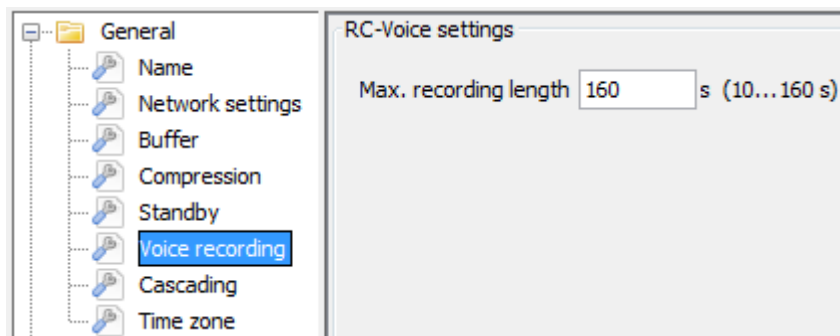 General
Name
Network settings
Buffer
Compression
Standby
Voice recording
Cascading
Time zone
RC-Voice settings
Max. recording length 160 s (10...160 s)